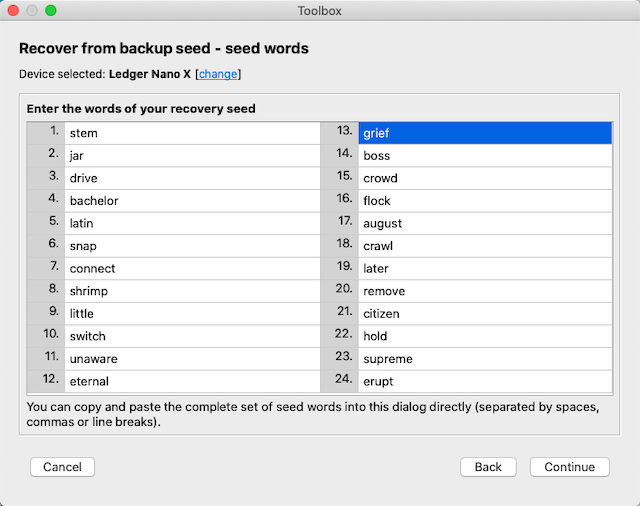 Toolbox
Recover from backup seed - seed words
Device selected: Ledger Nano X [change]
Enter the words of your recovery seed
1. stem
2. jar
3. drive
4. bachelor
5. latin
6. snap
7. connect
8. shrimp
9. little
10. switch
11. unaware
12. eternal
13. grief
14. boss
15. crowd
16. flock
17. august
18. crawl
19. later
20. remove
21. citizen
22. hold
23. supreme
24. erupt
You can copy and paste the complete set of seed words into this dialog directly (separated by spaces,
commas or line breaks).
Cancel
Back
Continue